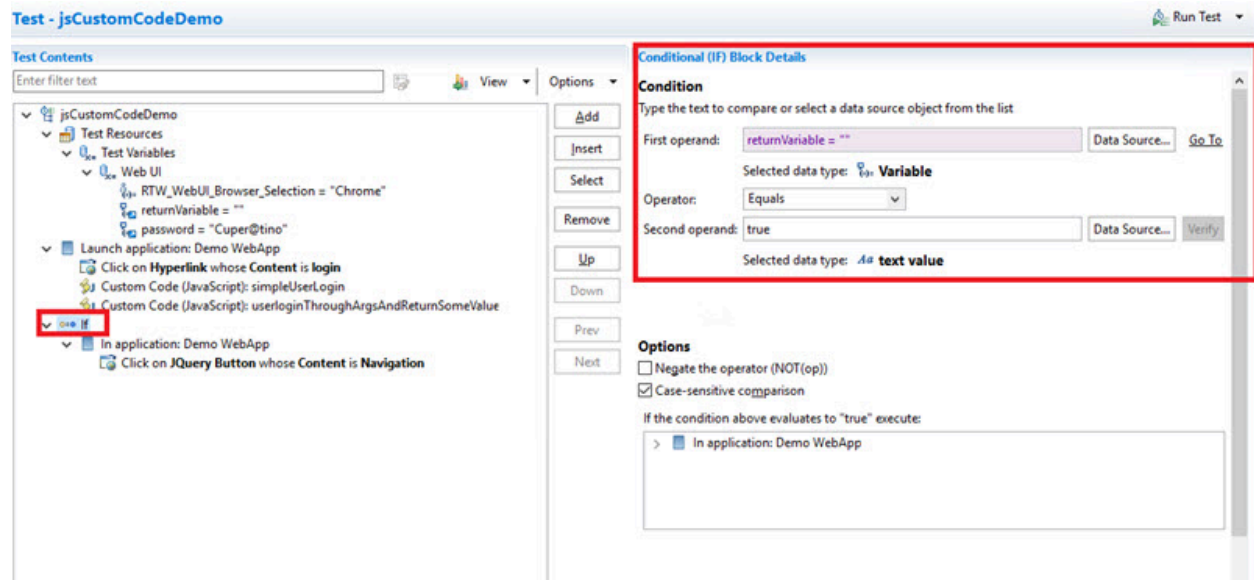 Test - jsCustomCodeDemo
Run Test
Test Contents
Enter filter text
View
Options
jsCustomCodeDemo
Test Resources
Test Variables
Web UI
RTW_WebUI_Browser_Selection = "Chrome"
returnVariable = ""
password = "Cuper@tino"
Launch application: Demo WebApp
Click on Hyperlink whose Content is login
Custom Code (JavaScript): simpleUserLogin
Custom Code (JavaScript): userloginThroughArgsAndReturnSomeValue
If
In application: Demo WebApp
Click on JQuery Button whose Content is Navigation
Add
Insert
Select
Remove
Up
Down
Prev
Next
Conditional (IF) Block Details
Condition
Type the text to compare or select a data source object from the list
First operand: returnVariable = "" Data Source... Go To
Selected data type: Variable
Operator: Equals
Second operand: true Data Source... Verify
Selected data type: Aa text value
Options
Negate the operator (NOT(op))
Case-sensitive comparison
If the condition above evaluates to "true" execute:
In application: Demo WebApp